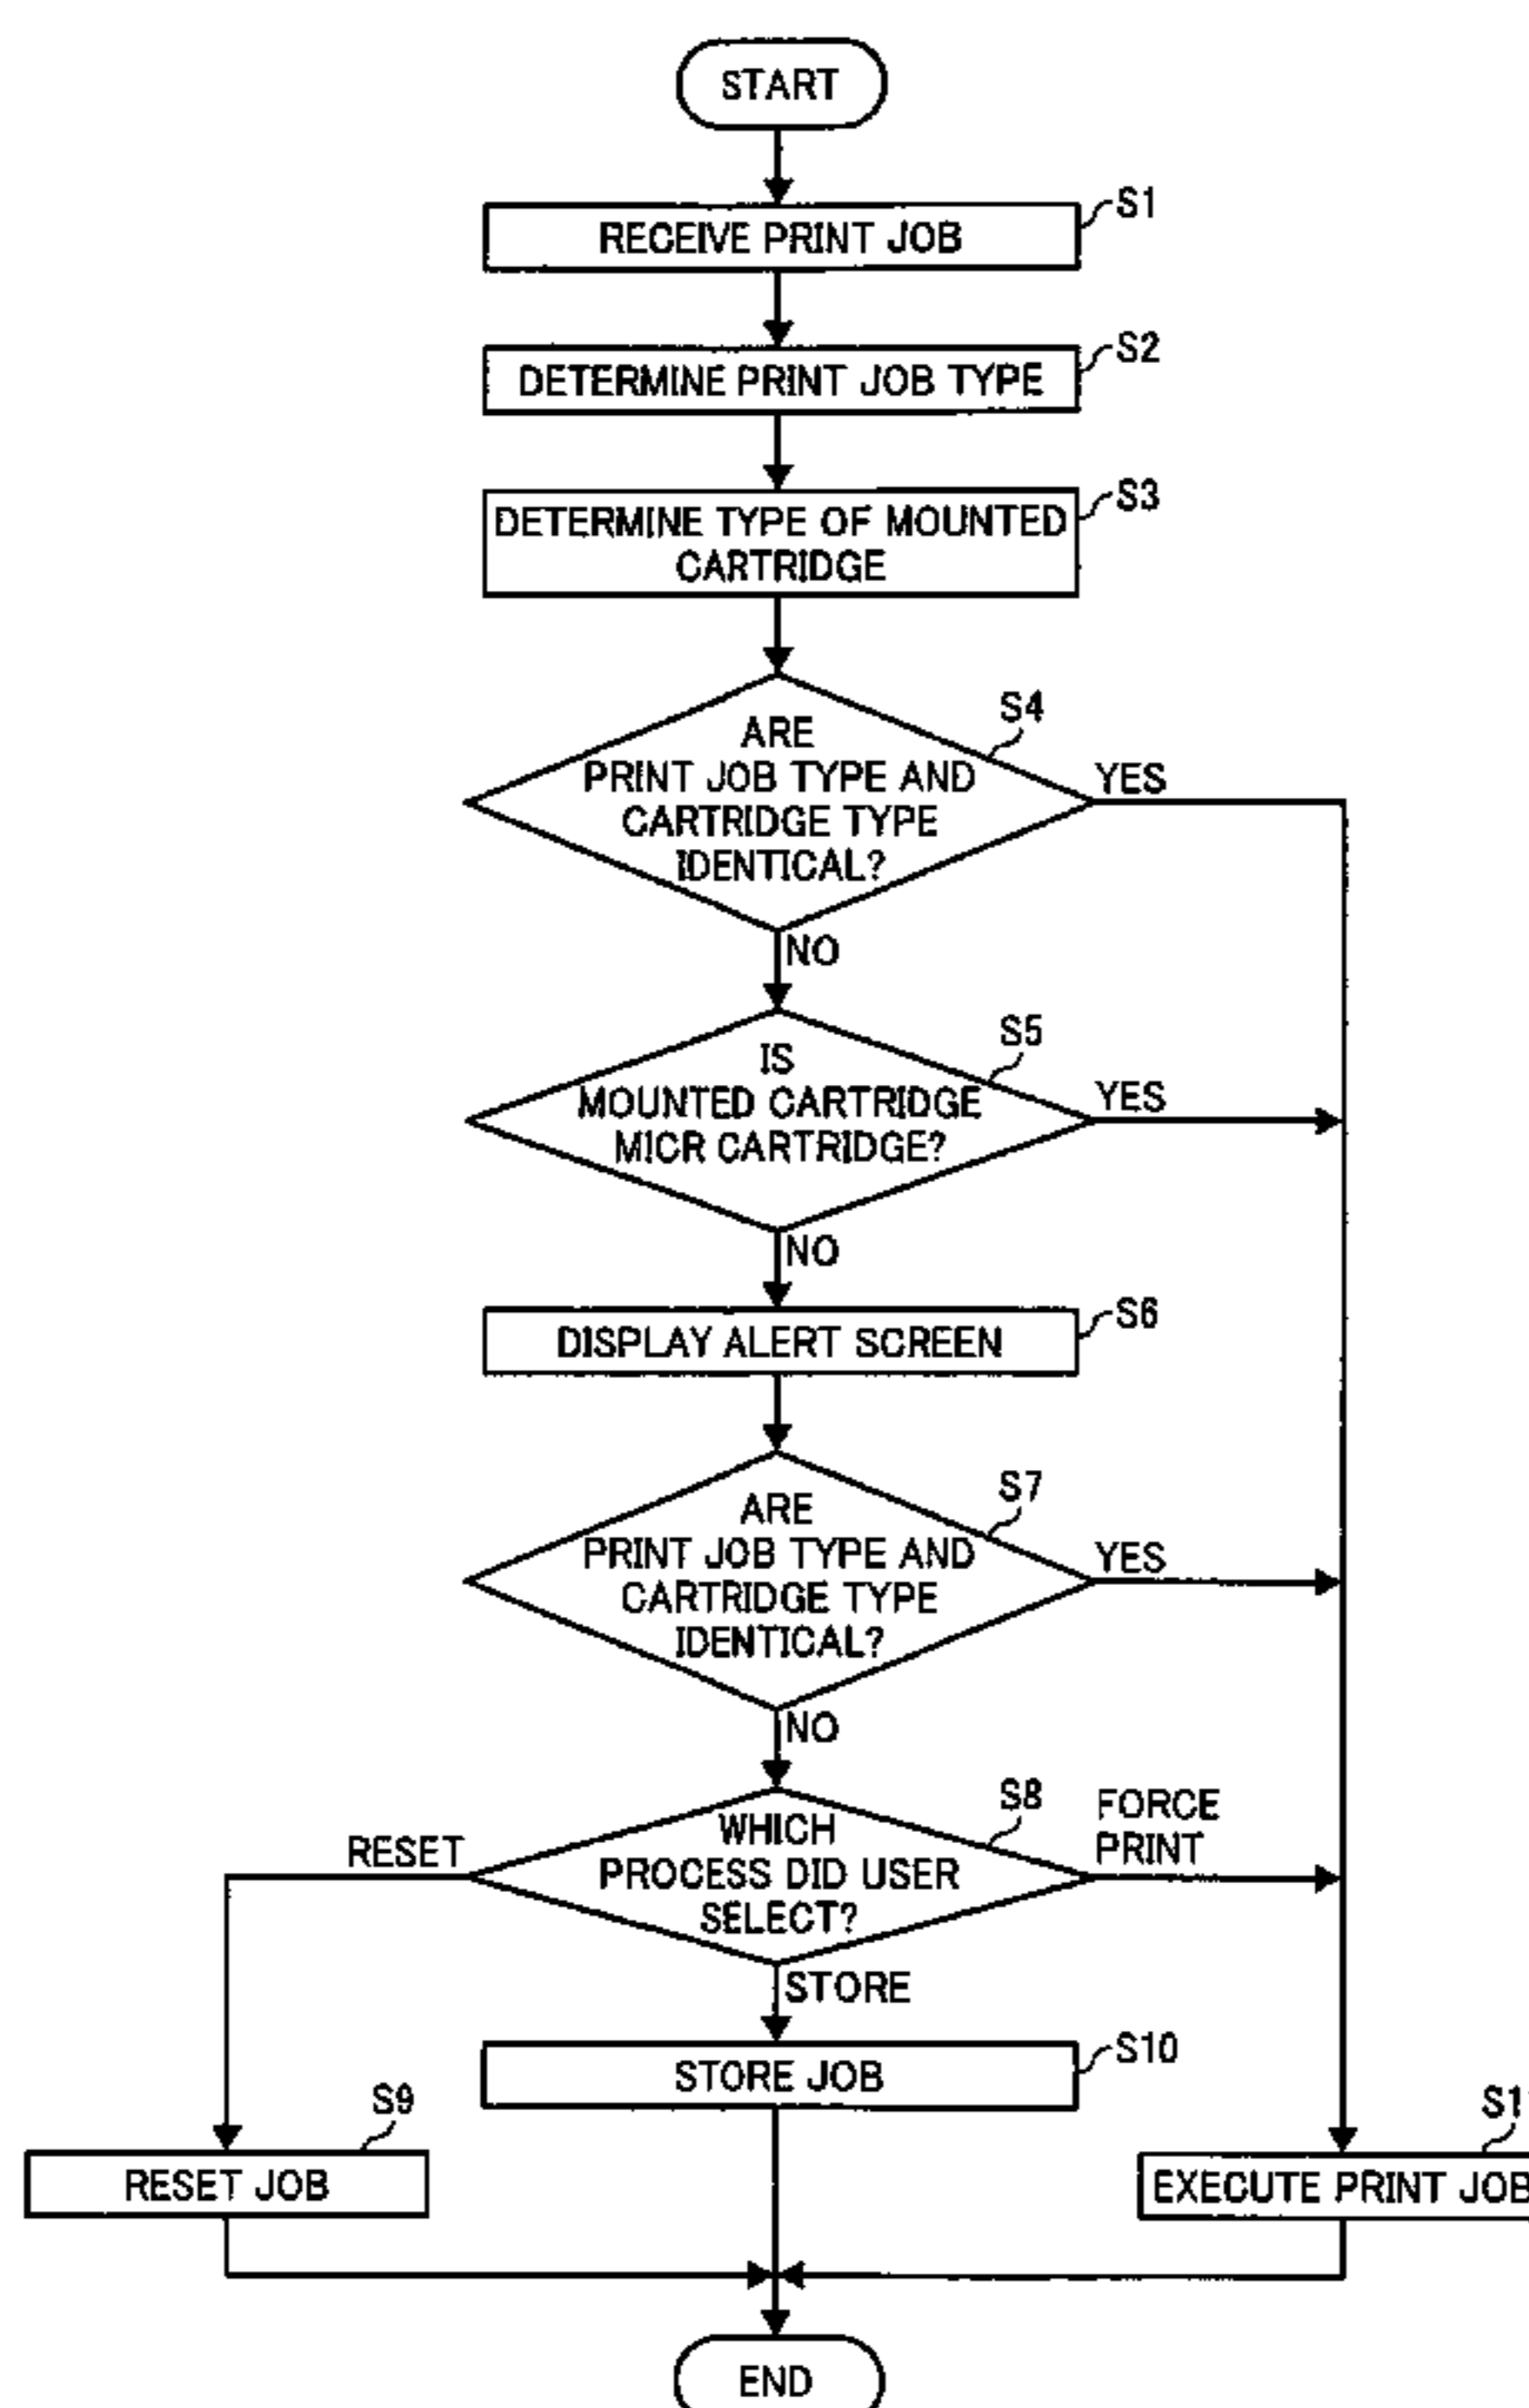 START
S1
RECEIVE PRINT JOB
S2
DETERMINE PRINT JOB TYPE
S3
DETERMINE TYPE OF MOUNTED
CARTRIDGE
S4
ARE
PRINT JOB TYPE AND
CARTRIDGE TYPE
IDENTICAL?
YES
NO
S5
IS
MOUNTED CARTRIDGE
MICR CARTRIDGE?
YES
NO
S6
DISPLAY ALERT SCREEN
S7
ARE
PRINT JOB TYPE AND
CARTRIDGE TYPE
IDENTICAL?
YES
NO
S8
WHICH
PROCESS DID USER
SELECT?
RESET
FORCE
PRINT
STORE
S10
STORE JOB
S9
RESET JOB
EXECUTE PRINT JOB
END